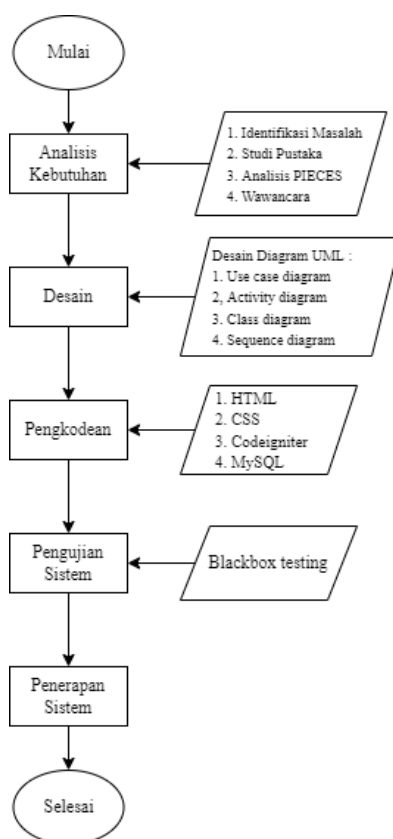 Mulai
Analisis
Kebutuhan
1. Identifikasi Masalah
2. Studi Pustaka
3. Analisis PIECES
4. Wawancara
Desain
Desain Diagram UML :
1. Use case diagram
2, Activity diagram
3. Class diagram
4. Sequence diagram
Pengkodean
1. HTML
2. CSS
3. Codeigniter
4. MySQL
Pengujian
Sistem
Blackbox testing
Penerapan
Sistem
Selesai